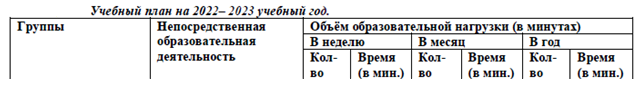 Учебный план на 2022– 2023 учебный год.
Группы
Непосредственная образовательная деятельность
Объём образовательной нагрузки (в минутах)
В неделю
В месяц
В год
Кол-во
Время (в мин.)
Кол-во
Время (в мин.)
Кол-во
Время (в мин.)